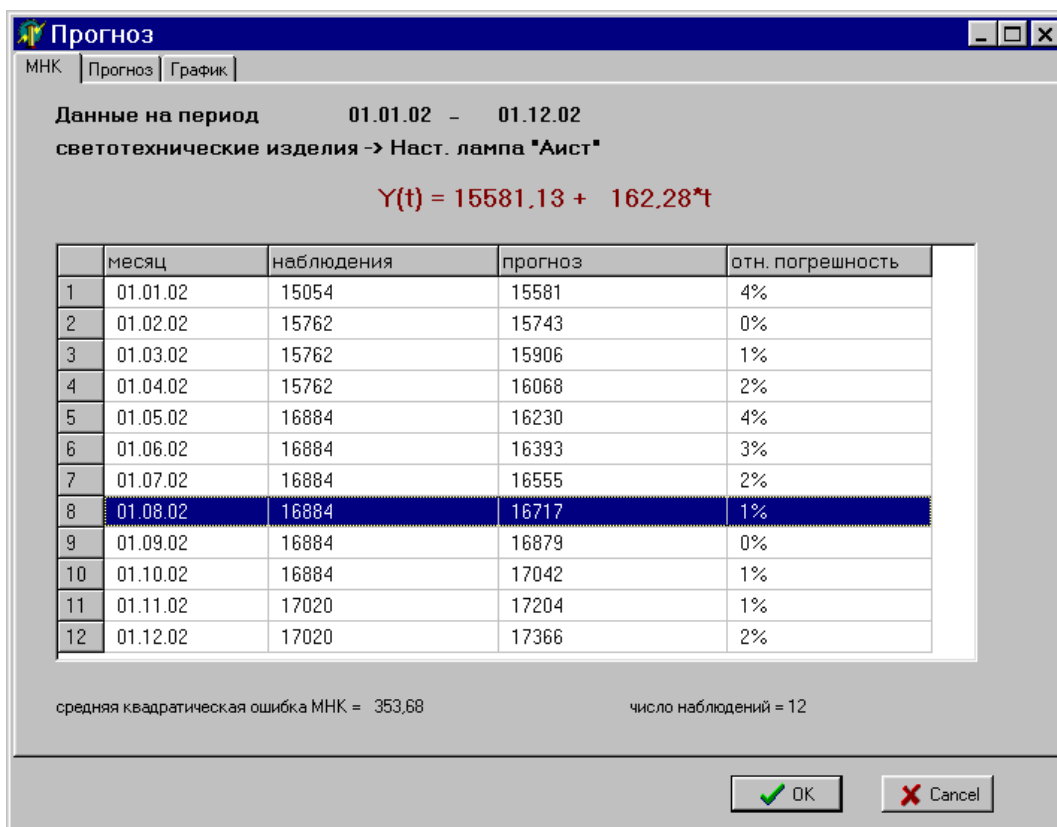 Прогноз
МНК Прогноз График
Данные на период 01.01.02 - 01.12.02
светотехнические изделия -> Наст. лампа "Аист"
Y(t) = 15581,13 + 162,28*t
месяц наблюдения прогноз отн. погрешность
1 01.01.02 15054 15581 4%
2 01.02.02 15762 15743 0%
3 01.03.02 15762 15906 1%
4 01.04.02 15762 16068 2%
5 01.05.02 16884 16230 4%
6 01.06.02 16884 16393 3%
7 01.07.02 16884 16555 2%
8 01.08.02 16884 16717 1%
9 01.09.02 16884 16879 0%
10 01.10.02 16884 17042 1%
11 01.11.02 17020 17204 1%
12 01.12.02 17020 17366 2%
средняя квадратическая ошибка МНК = 353,68 число наблюдений = 12
OK Cancel